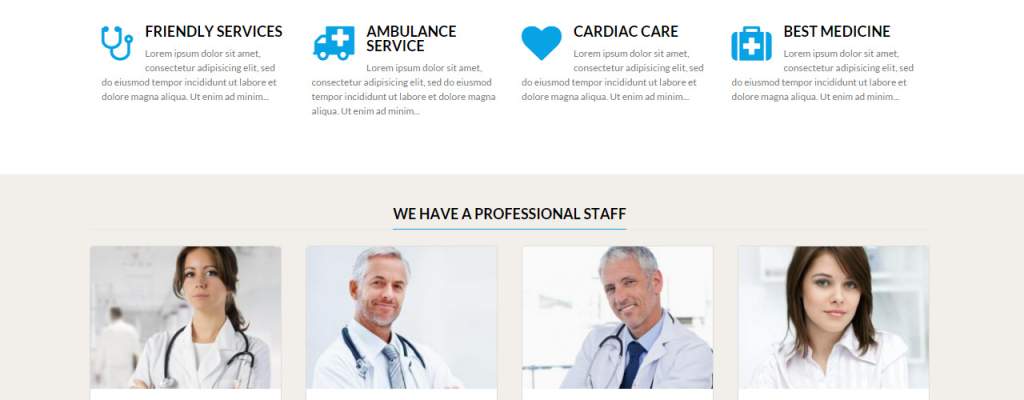 FRIENDLY SERVICES
Lorem ipsum dolor sit amet,
consectetur adipisicing elit, sed
do eiusmod tempor incididunt ut labore et
dolore magna aliqua. Ut enim ad minim...
AMBULANCE
SERVICE
Lorem ipsum dolor sit amet,
consectetur adipisicing elit, sed do eiusmod
tempor incididunt ut labore et dolore magna
aliqua. Ut enim ad minim...
CARDIAC CARE
Lorem ipsum dolor sit amet,
consectetur adipisicing elit, sed
do eiusmod tempor incididunt ut labore et
dolore magna aliqua. Ut enim ad minim...
BEST MEDICINE
Lorem ipsum dolor sit amet,
consectetur adipisicing elit, sed
do eiusmod tempor incididunt ut labore et
dolore magna aliqua. Ut enim ad minim...
WE HAVE A PROFESSIONAL STAFF